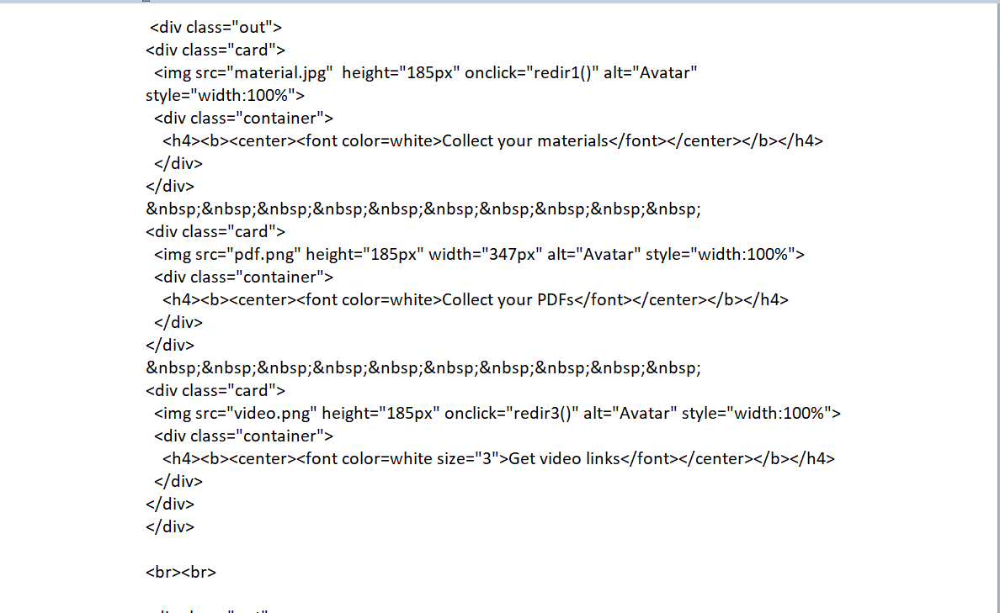 <div class="out">
<div class="card">
<img src="material.jpg"  height="185px" onclick="redir1()" alt="Avatar"
style="width:100%">
<div class="container">
<h4><b><center><font color=white>Collect your materials</font></center></b></h4>
</div>
</div>
&nbsp;&nbsp;&nbsp;&nbsp;&nbsp;&nbsp;&nbsp;&nbsp;&nbsp;&nbsp;
<div class="card">
<img src="pdf.png" height="185px" width="347px" alt="Avatar" style="width:100%">
<div class="container">
<h4><b><center><font color=white>Collect your PDFs</font></center></b></h4>
</div>
</div>
&nbsp;&nbsp;&nbsp;&nbsp;&nbsp;&nbsp;&nbsp;&nbsp;&nbsp;&nbsp;
<div class="card">
<img src="video.png" height="185px" onclick="redir3()" alt="Avatar" style="width:100%">
<div class="container">
<h4><b><center><font color=white size="3">Get video links</font></center></b></h4>
</div>
</div>
</div>
<br><br>